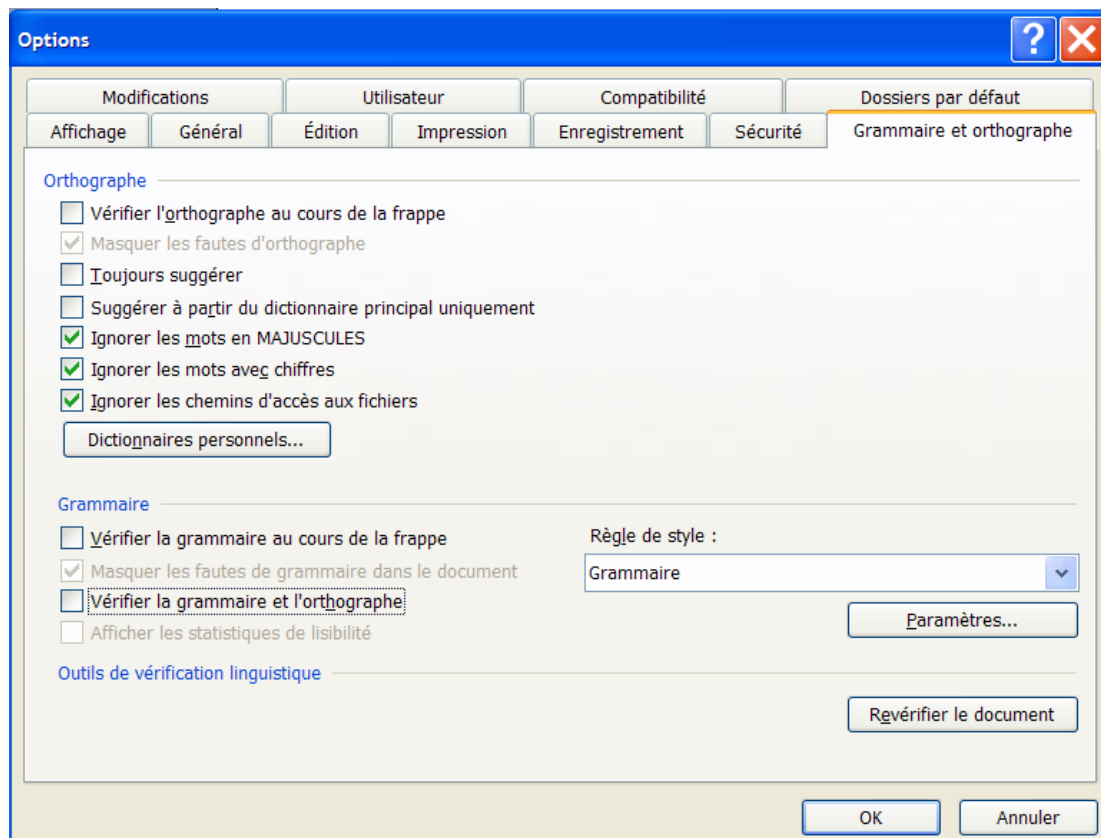 Options
Modifications Utilisateur Compatibilité Dossiers par défaut
Affichage Général Édition Impression Enregistrement Sécurité Grammaire et orthographe
Orthographe
Vérifier l'orthographe au cours de la frappe
Masquer les fautes d'orthographe
Toujours suggérer
Suggérer à partir du dictionnaire principal uniquement
Ignorer les mots en MAJUSCULES
Ignorer les mots avec chiffres
Ignorer les chemins d'accès aux fichiers
Dictionnaires personnels...
Grammaire
Vérifier la grammaire au cours de la frappe
Masquer les fautes de grammaire dans le document
Vérifier la grammaire et l'orthographe
Afficher les statistiques de lisibilité
Règle de style :
Grammaire
Paramètres...
Outils de vérification linguistique
Revérifier le document
OK Annuler